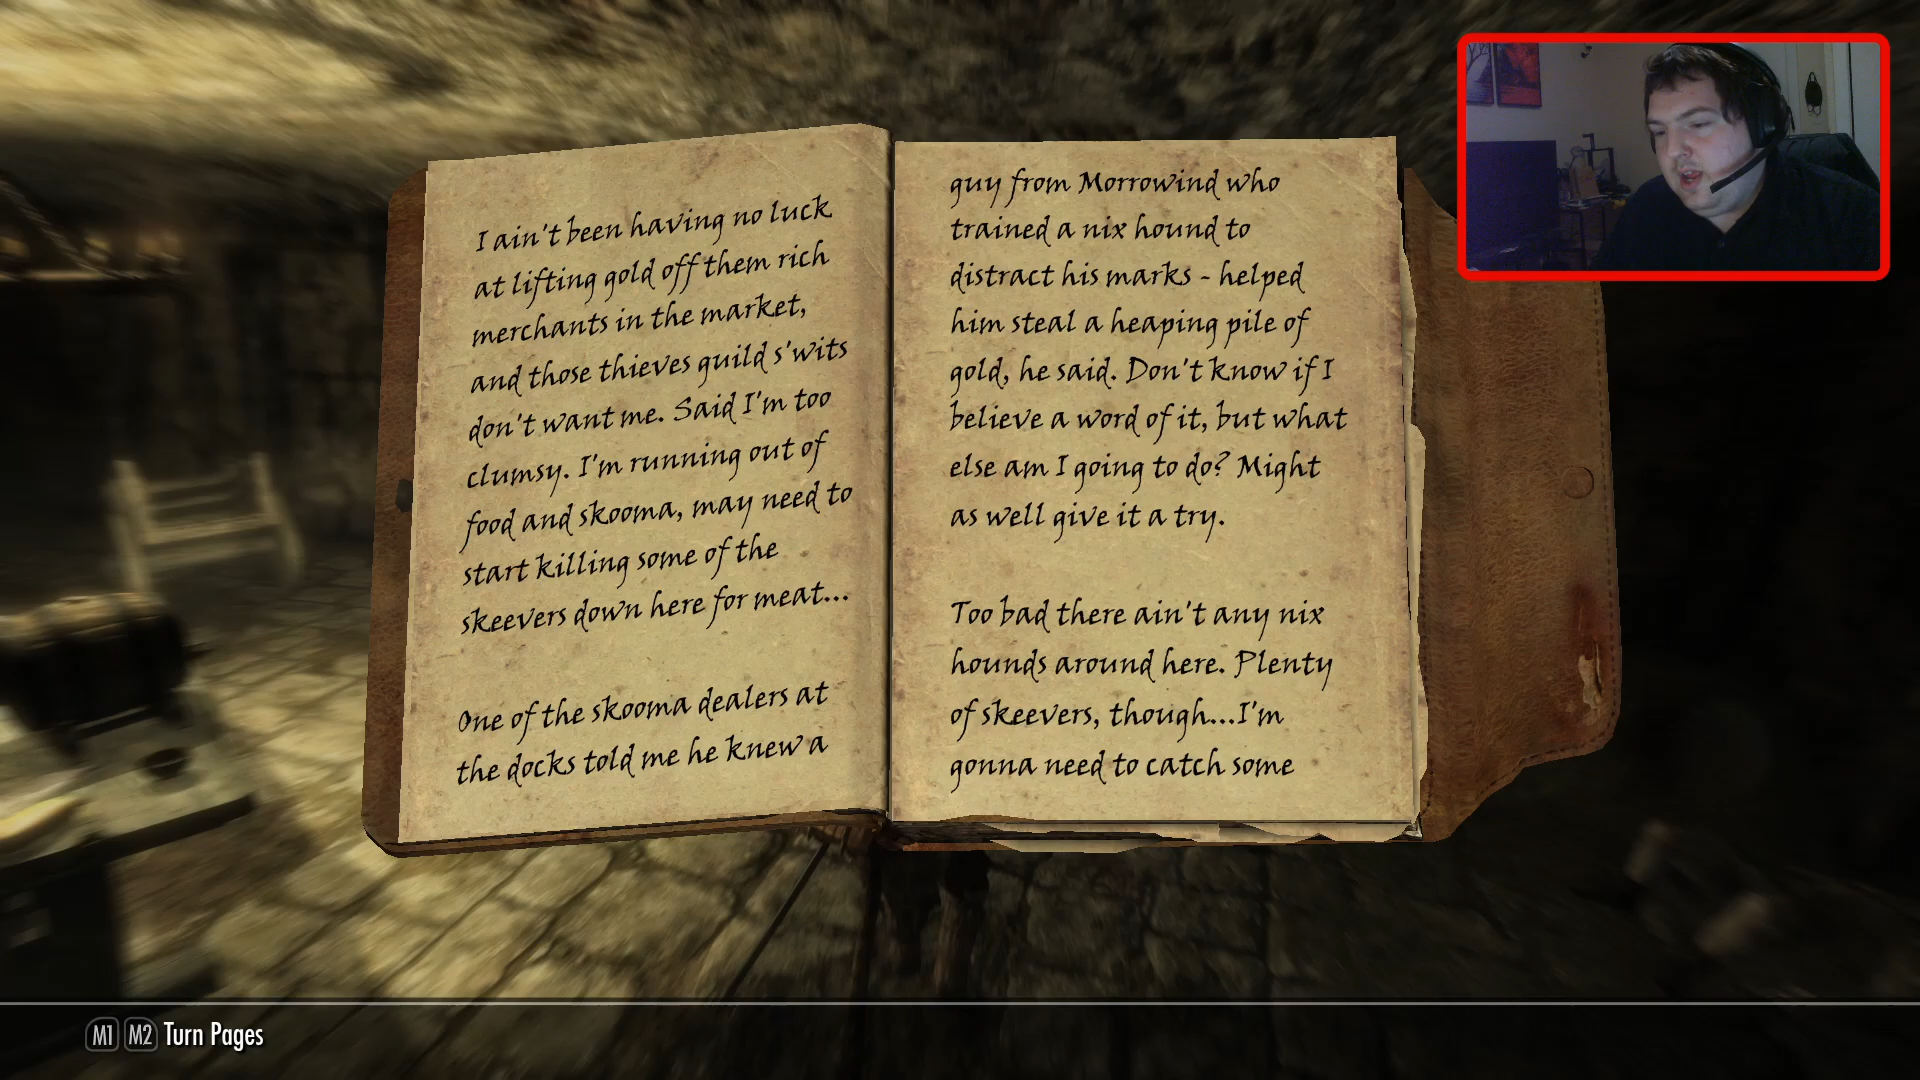 I ain't been having no luck
at lifting gold off them rich
merchants in the market,
and those thieves guild s'wits
don't want me. Said I'm too
clumsy. I'm running out of
food and skooma, may need to
start killing some of the
skeevers down here for meat...
One of the skooma dealers at
the docks told me he knew a
guy from Morrowind who
trained a nix hound to
distract his marks - helped
him steal a heaping pile of
gold, he said. Don't know if I
believe a word of it, but what
else am I going to do? Might
as well give it a try.
Too bad there ain't any nix
hounds around here. Plenty
of skeevers, though...I'm
gonna need to catch some
M1 M2 Turn Pages